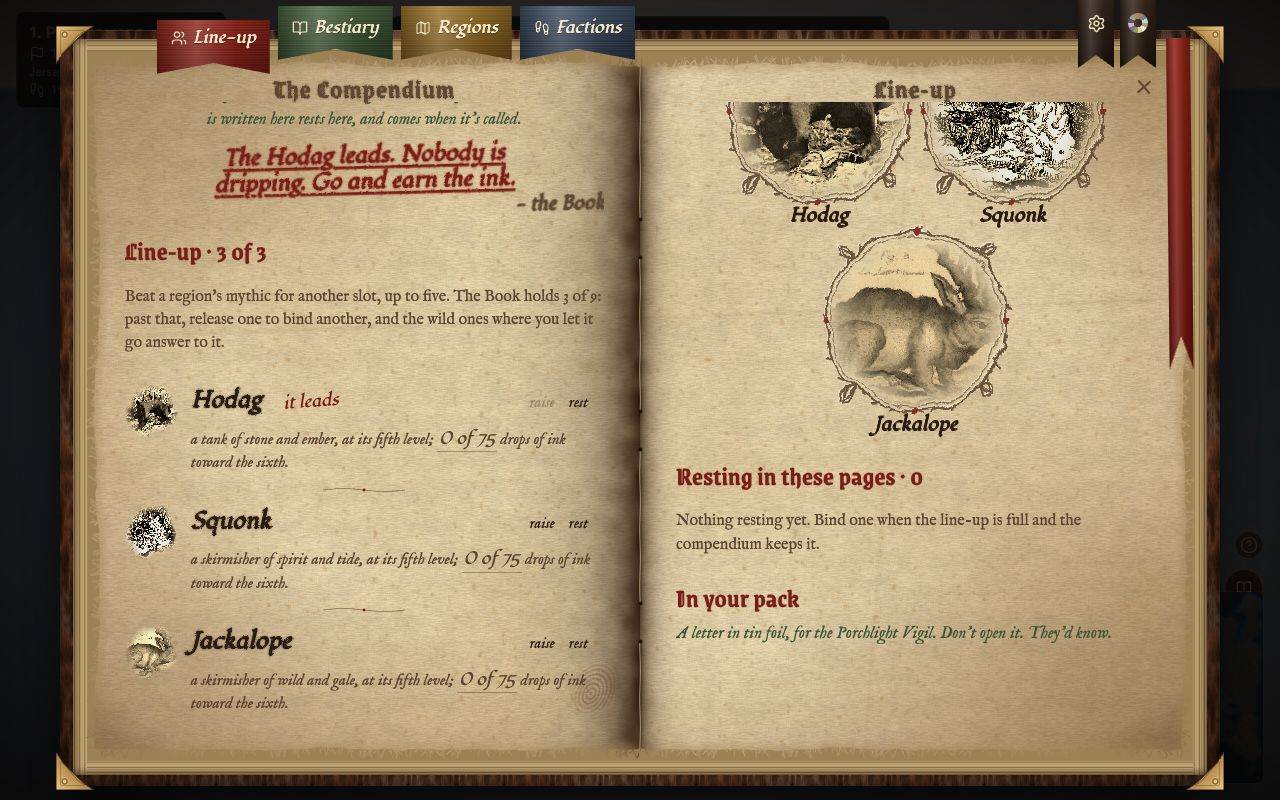 Line-up
Bestiary
Regions
Factions
The Compendium
is written here rests here, and comes when it's called.
The Hodag leads. Nobody is
dripping. Go and earn the ink.
- the Book
Line-up · 3 of 3
Beat a region's mythic for another slot, up to five. The Book holds 3 of 9:
past that, release one to bind another, and the wild ones where you let it
go answer to it.
Hodag it leads raise rest
a tank of stone and ember, at its fifth level; 0 of 75 drops of ink
toward the sixth.
Squonk raise rest
a skirmisher of spirit and tide, at its fifth level; 0 of 75 drops of ink
toward the sixth.
Jackalope raise rest
a skirmisher of wild and gale, at its fifth level; 0 of 75 drops of ink
toward the sixth.
Line-up
Hodag
Squonk
Jackalope
Resting in these pages · 0
Nothing resting yet. Bind one when the line-up is full and the
compendium keeps it.
In your pack
A letter in tin foil, for the Porchlight Vigil. Don't open it. They'd know.